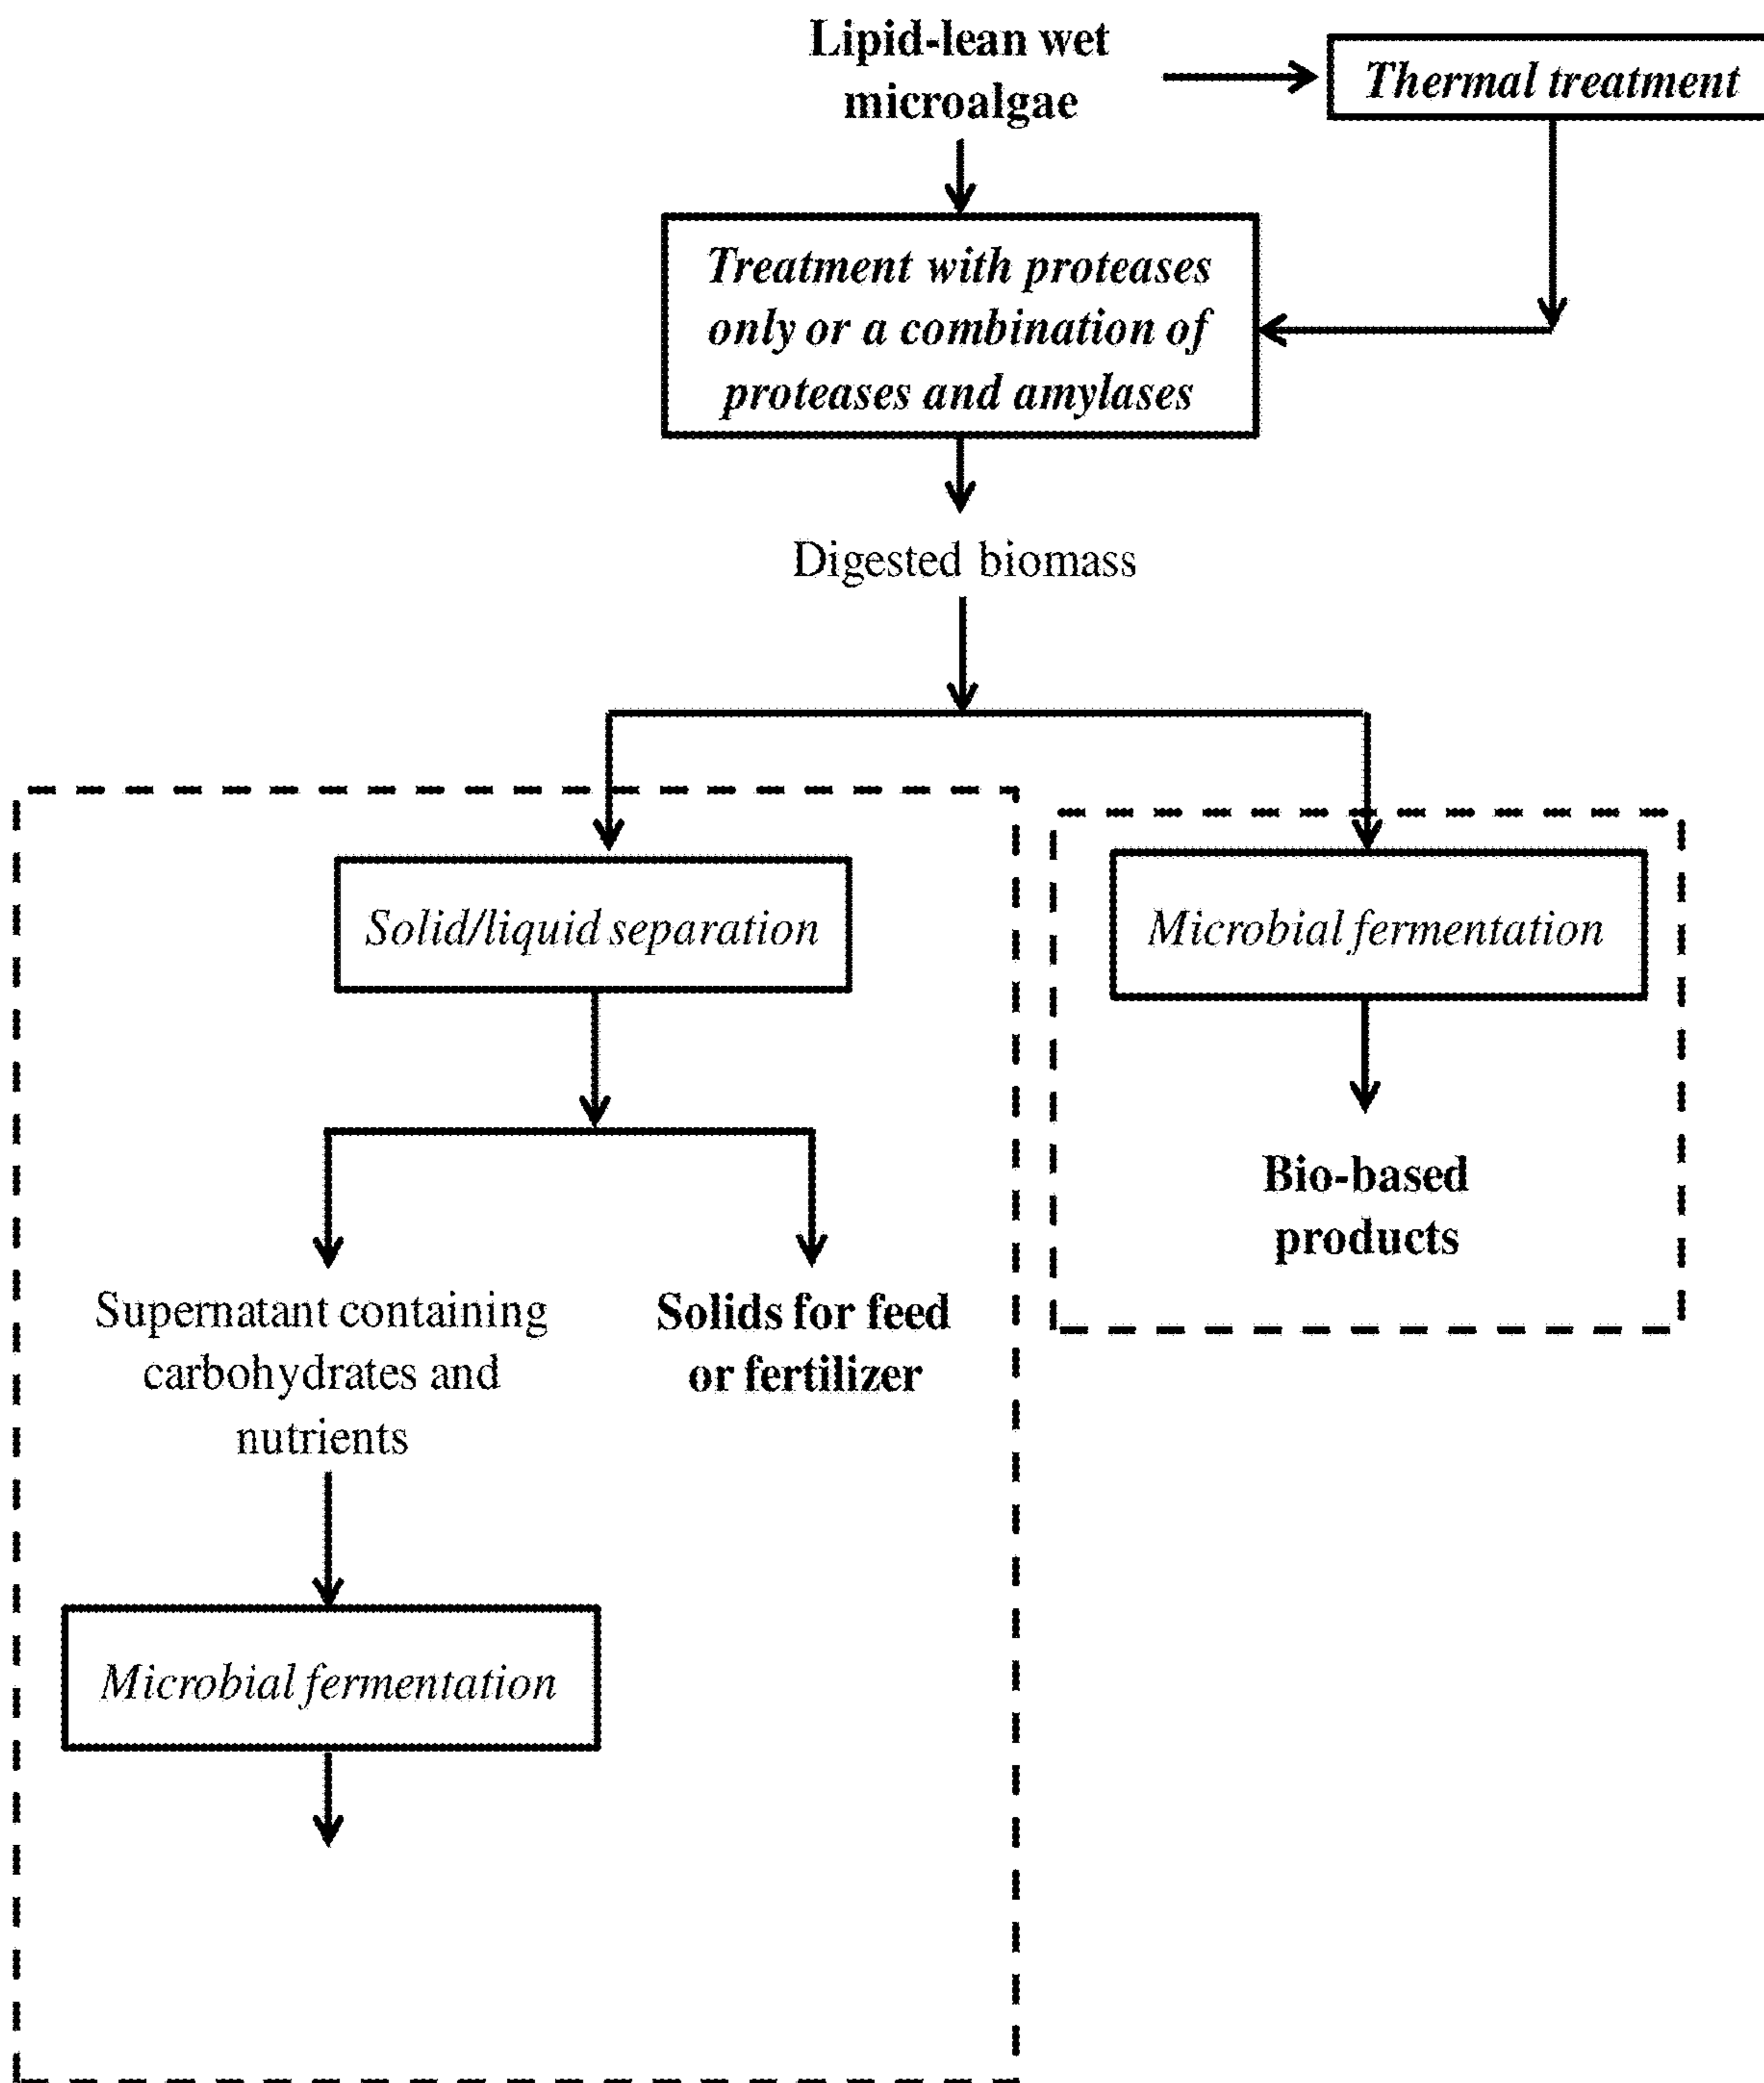 Lipid-lean wet
microalgae
Thermal treatment
Treatment with proteases
only or a combination of
proteases and amylases
Digested biomass
Solid/liquid separation
Microbial fermentation
Bio-based
products
Supernatant containing
carbohydrates and
nutrients
Solids for feed
or fertilizer
Microbial fermentation